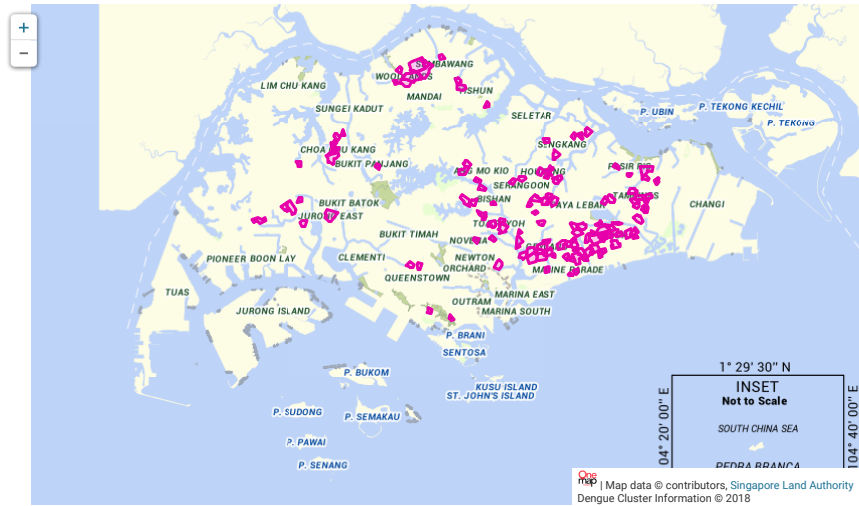 +
−
SEMBAWANG
WOODLANDS
YISHUN
LIM CHU KANG
MANDAI
SUNGEI KADUT
SELETAR
P. UBIN
P. TEKONG KECHIL
P. TEKONG
CHOA CHU KANG
SENGKANG
BUKIT PANJANG
ANG MO KIO
HOUGANG
PASIR RIS
SERANGOON
TAMPINES
BUKIT BATOK
BISHAN
PAYA LEBAR
CHANGI
JURONG EAST
TOA PAYOH
BUKIT TIMAH
NOVENA
GEYLANG
PIONEER
BOON LAY
CLEMENTI
NEWTON
ORCHARD
MARINE PARADE
QUEENSTOWN
TUAS
MARINA EAST
OUTRAM
JURONG ISLAND
MARINA SOUTH
P. BRANI
SENTOSA
P. BUKOM
KUSU ISLAND
ST. JOHN'S ISLAND
P. SUDONG
P. SEMAKAU
P. PAWAI
P. SENANG
1° 29' 30'' N
INSET
Not to Scale
SOUTH CHINA SEA
PEDRA BRANCA
04° 20' 00'' E
104° 40' 00'' E
One map | Map data © contributors, Singapore Land Authority
Dengue Cluster Information © 2018